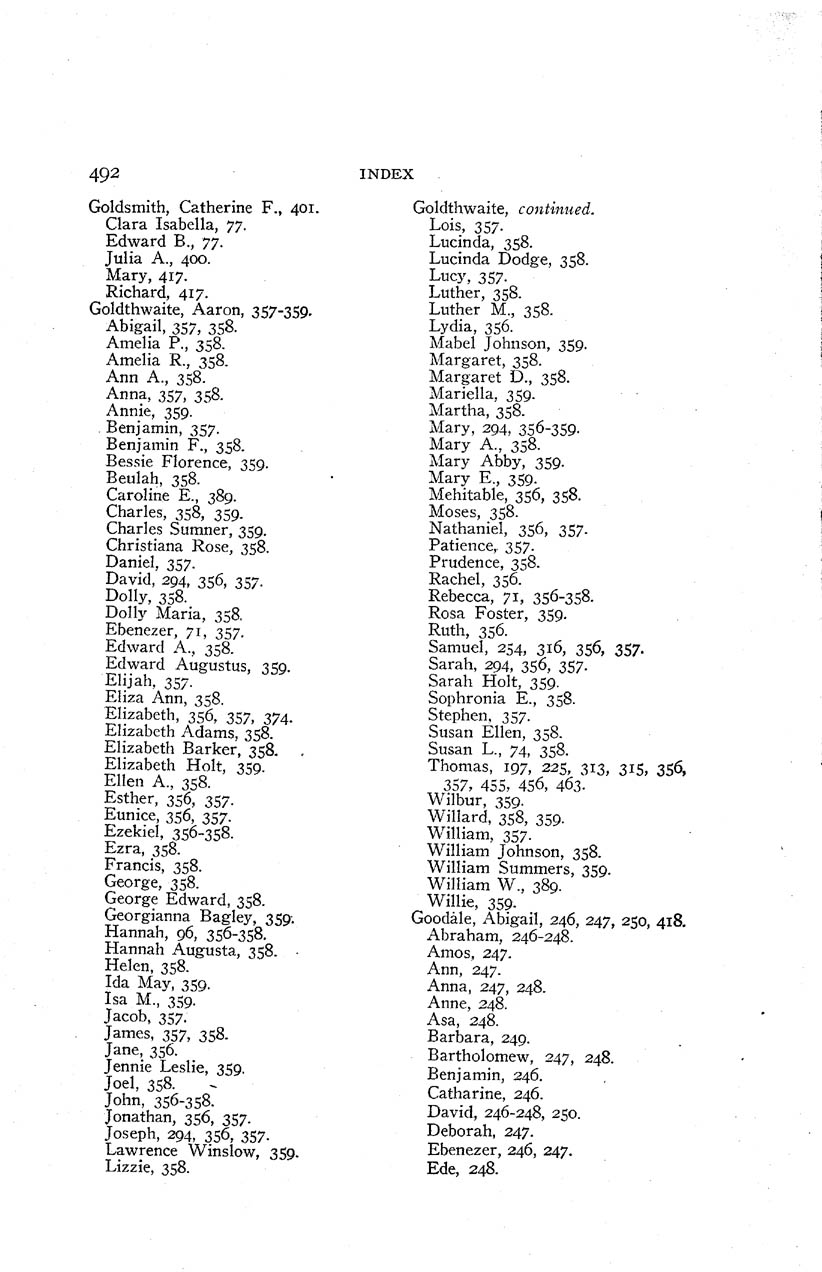 492
INDEX
Goldsmith, Catherine F., 401.
Clara Isabella, 77.
Edward B., 77.
Julia A., 400.
Mary, 417.
Richard, 417.
Goldthwaite, Aaron, 357-359.
Abigail, 357, 358.
Amelia P., 358.
Amelia R., 358.
Ann A., 358.
Anna, 357, 358.
Annie, 359.
Benjamin, 357.
Benjamin F., 358.
Bessie Florence, 359.
Beulah, 358.
Caroline E., 389.
Charles, 358, 359.
Charles Sumner, 359.
Christiana Rose, 358.
Daniel, 357.
David, 294, 356, 357.
Dolly, 358.
Dolly Maria, 358.
Ebenezer, 71, 357.
Edward A., 358.
Edward Augustus, 359.
Elijah, 357.
Eliza Ann, 358.
Elizabeth, 356, 357, 374.
Elizabeth Adams, 358.
Elizabeth Barker, 358.
Elizabeth Holt, 359.
Ellen A., 358.
Esther, 356, 357.
Eunice, 356, 357.
Ezekiel, 356-358.
Ezra, 358.
Francis, 358.
George, 358.
George Edward, 358.
Georgianna Bagley, 359.
Hannah, 96, 356-358.
Hannah Augusta, 358.
Helen, 358.
Ida May, 359.
Isa M., 359.
Jacob, 357.
James, 357, 358.
Jane, 356.
Jennie Leslie, 359.
Joel, 358.
John, 356-358.
Jonathan, 356, 357.
Joseph, 294, 356, 357.
Lawrence Winslow, 359.
Lizzie, 358.
Goldthwaite, continued.
Lois, 357.
Lucinda, 358.
Lucinda Dodge, 358.
Lucy, 357.
Luther, 358.
Luther M., 358.
Lydia, 356.
Mabel Johnson, 359.
Margaret, 358.
Margaret D., 358.
Mariella, 359.
Martha, 358.
Mary, 294, 356-359.
Mary A., 358.
Mary Abby, 359.
Mary E., 359.
Mehitable, 356, 358.
Moses, 358.
Nathaniel, 356, 357.
Patience, 357.
Prudence, 358.
Rachel, 356.
Rebecca, 71, 356-358.
Rosa Foster, 359.
Ruth, 356.
Samuel, 254, 316, 356, 357.
Sarah, 294, 356, 357.
Sarah Holt, 359.
Sophronia E., 358.
Stephen, 357.
Susan Ellen, 358.
Susan L., 74, 358.
Thomas, 197, 225, 313, 315, 356,
357, 455, 456, 463.
Wilbur, 359.
Willard, 358, 359.
William, 357.
William Johnson, 358.
William Summers, 359.
William W., 389.
Willie, 359.
Goodale, Abigail, 246, 247, 250, 418.
Abraham, 246-248.
Amos, 247.
Ann, 247.
Anna, 247, 248.
Anne, 248.
Asa, 248.
Barbara, 249.
Bartholomew, 247, 248.
Benjamin, 246.
Catharine, 246.
David, 246-248, 250.
Deborah, 247.
Ebenezer, 246, 247.
Ede, 248.